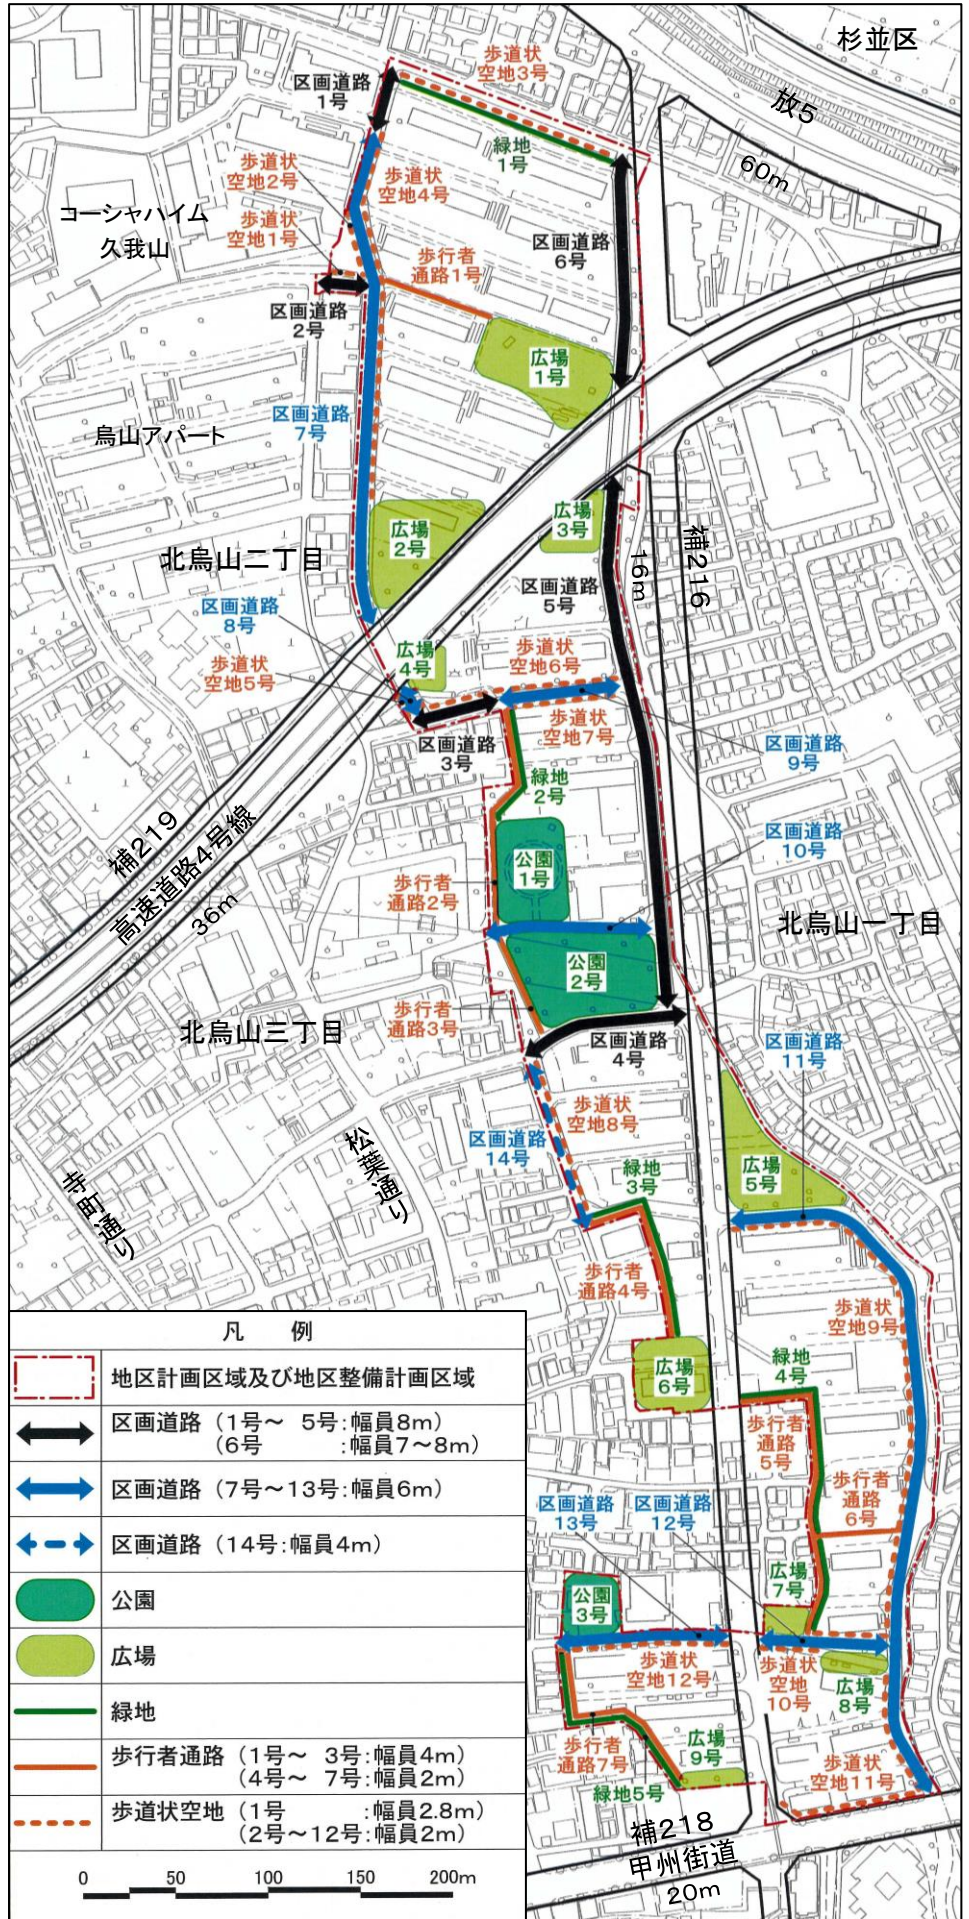 杉並区
放5
60m
区画道路
1号
歩道状
空地3号
緑地
1号
歩道状
空地2号
歩道状
空地4号
コーシャハイム
久我山
歩道状
空地1号
歩行者
通路1号
区画道路
6号
区画道路
2号
広場
1号
区画道路
7号
烏山アパート
広場
2号
広場
3号
補216
16m
北烏山二丁目
区画道路
5号
区画道路
8号
広場
4号
歩道状
空地5号
歩道状
空地6号
歩道状
空地7号
区画道路
3号
区画道路
9号
緑地
2号
補219
高速道路4号線
36m
区画道路
10号
公園
1号
歩行者
通路2号
北烏山一丁目
公園
2号
歩行者
通路3号
北烏山三丁目
区画道路
4号
区画道路
11号
歩道状
空地8号
区画道路
14号
松葉通り
寺町通り
広場
5号
緑地
3号
歩行者
通路4号
歩道状
空地9号
広場
6号
緑地
4号
歩行者
通路
5号
歩行者
通路
6号
区画道路
13号
区画道路
12号
広場
7号
公園
3号
歩道状
空地12号
歩道状
空地
10号
広場
8号
歩行者
通路7号
広場
9号
緑地5号
歩道状
空地11号
補218
甲州街道
20m
凡 例
地区計画区域及び地区整備計画区域
区画道路（1号～ 5号:幅員8m）
（6号 :幅員7～8m）
区画道路（7号～13号:幅員6m）
区画道路（14号:幅員4m）
公園
広場
緑地
歩行者通路（1号～ 3号:幅員4m）
（4号～ 7号:幅員2m）
歩道状空地（1号 :幅員2.8m）
（2号～12号:幅員2m）
0 50 100 150 200m